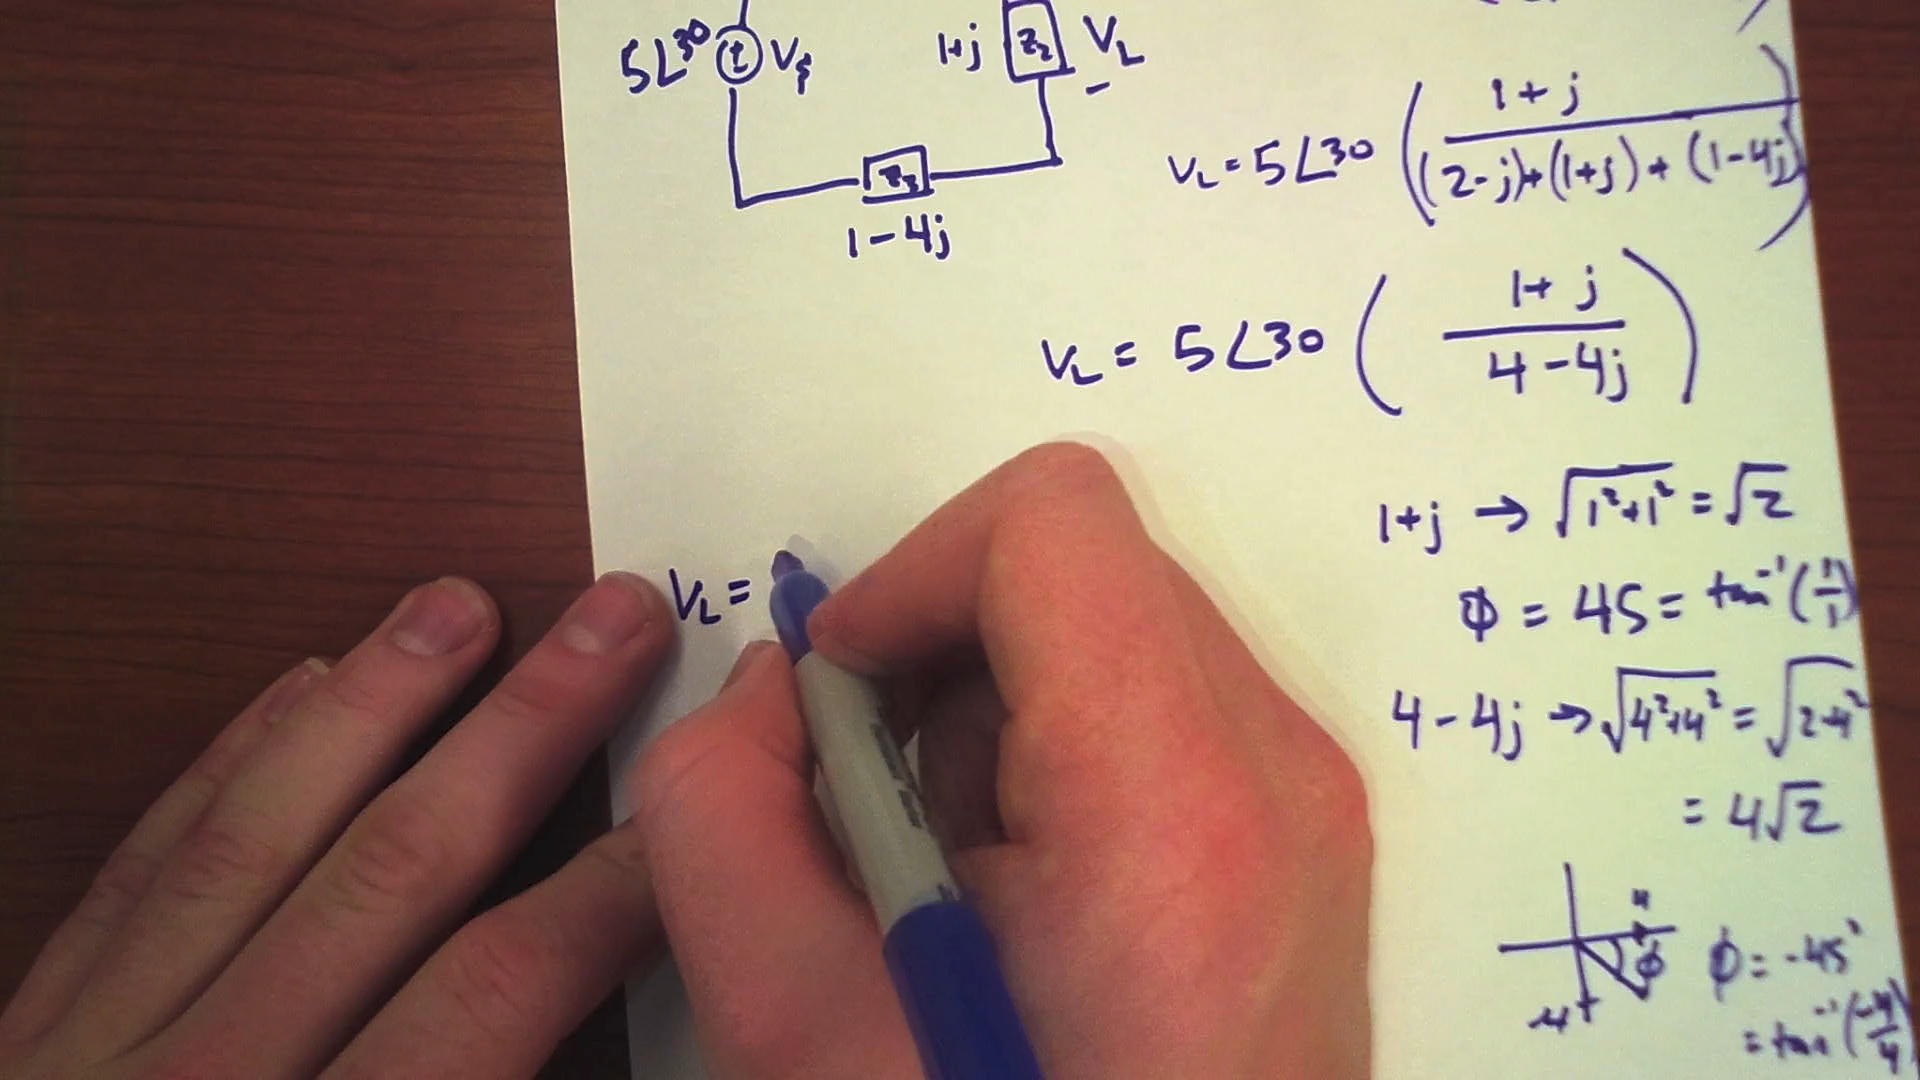 5∠30 V$ 1+j Z2 VL
-
Z3
1-4j
VL = 5∠30 ( 1+j / (2-j)+(1+j)+(1-4j) )
VL = 5∠30 ( 1+j / 4-4j )
1+j → √1²+1² = √2
φ = 45 = tan⁻¹(1/1)
4-4j → √4²+4² = √2·4²
= 4√2
4
φ
φ = -45°
-4
= tan⁻¹(-4/4)
VL =